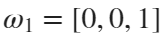 ω₁ = [0, 0, 1]